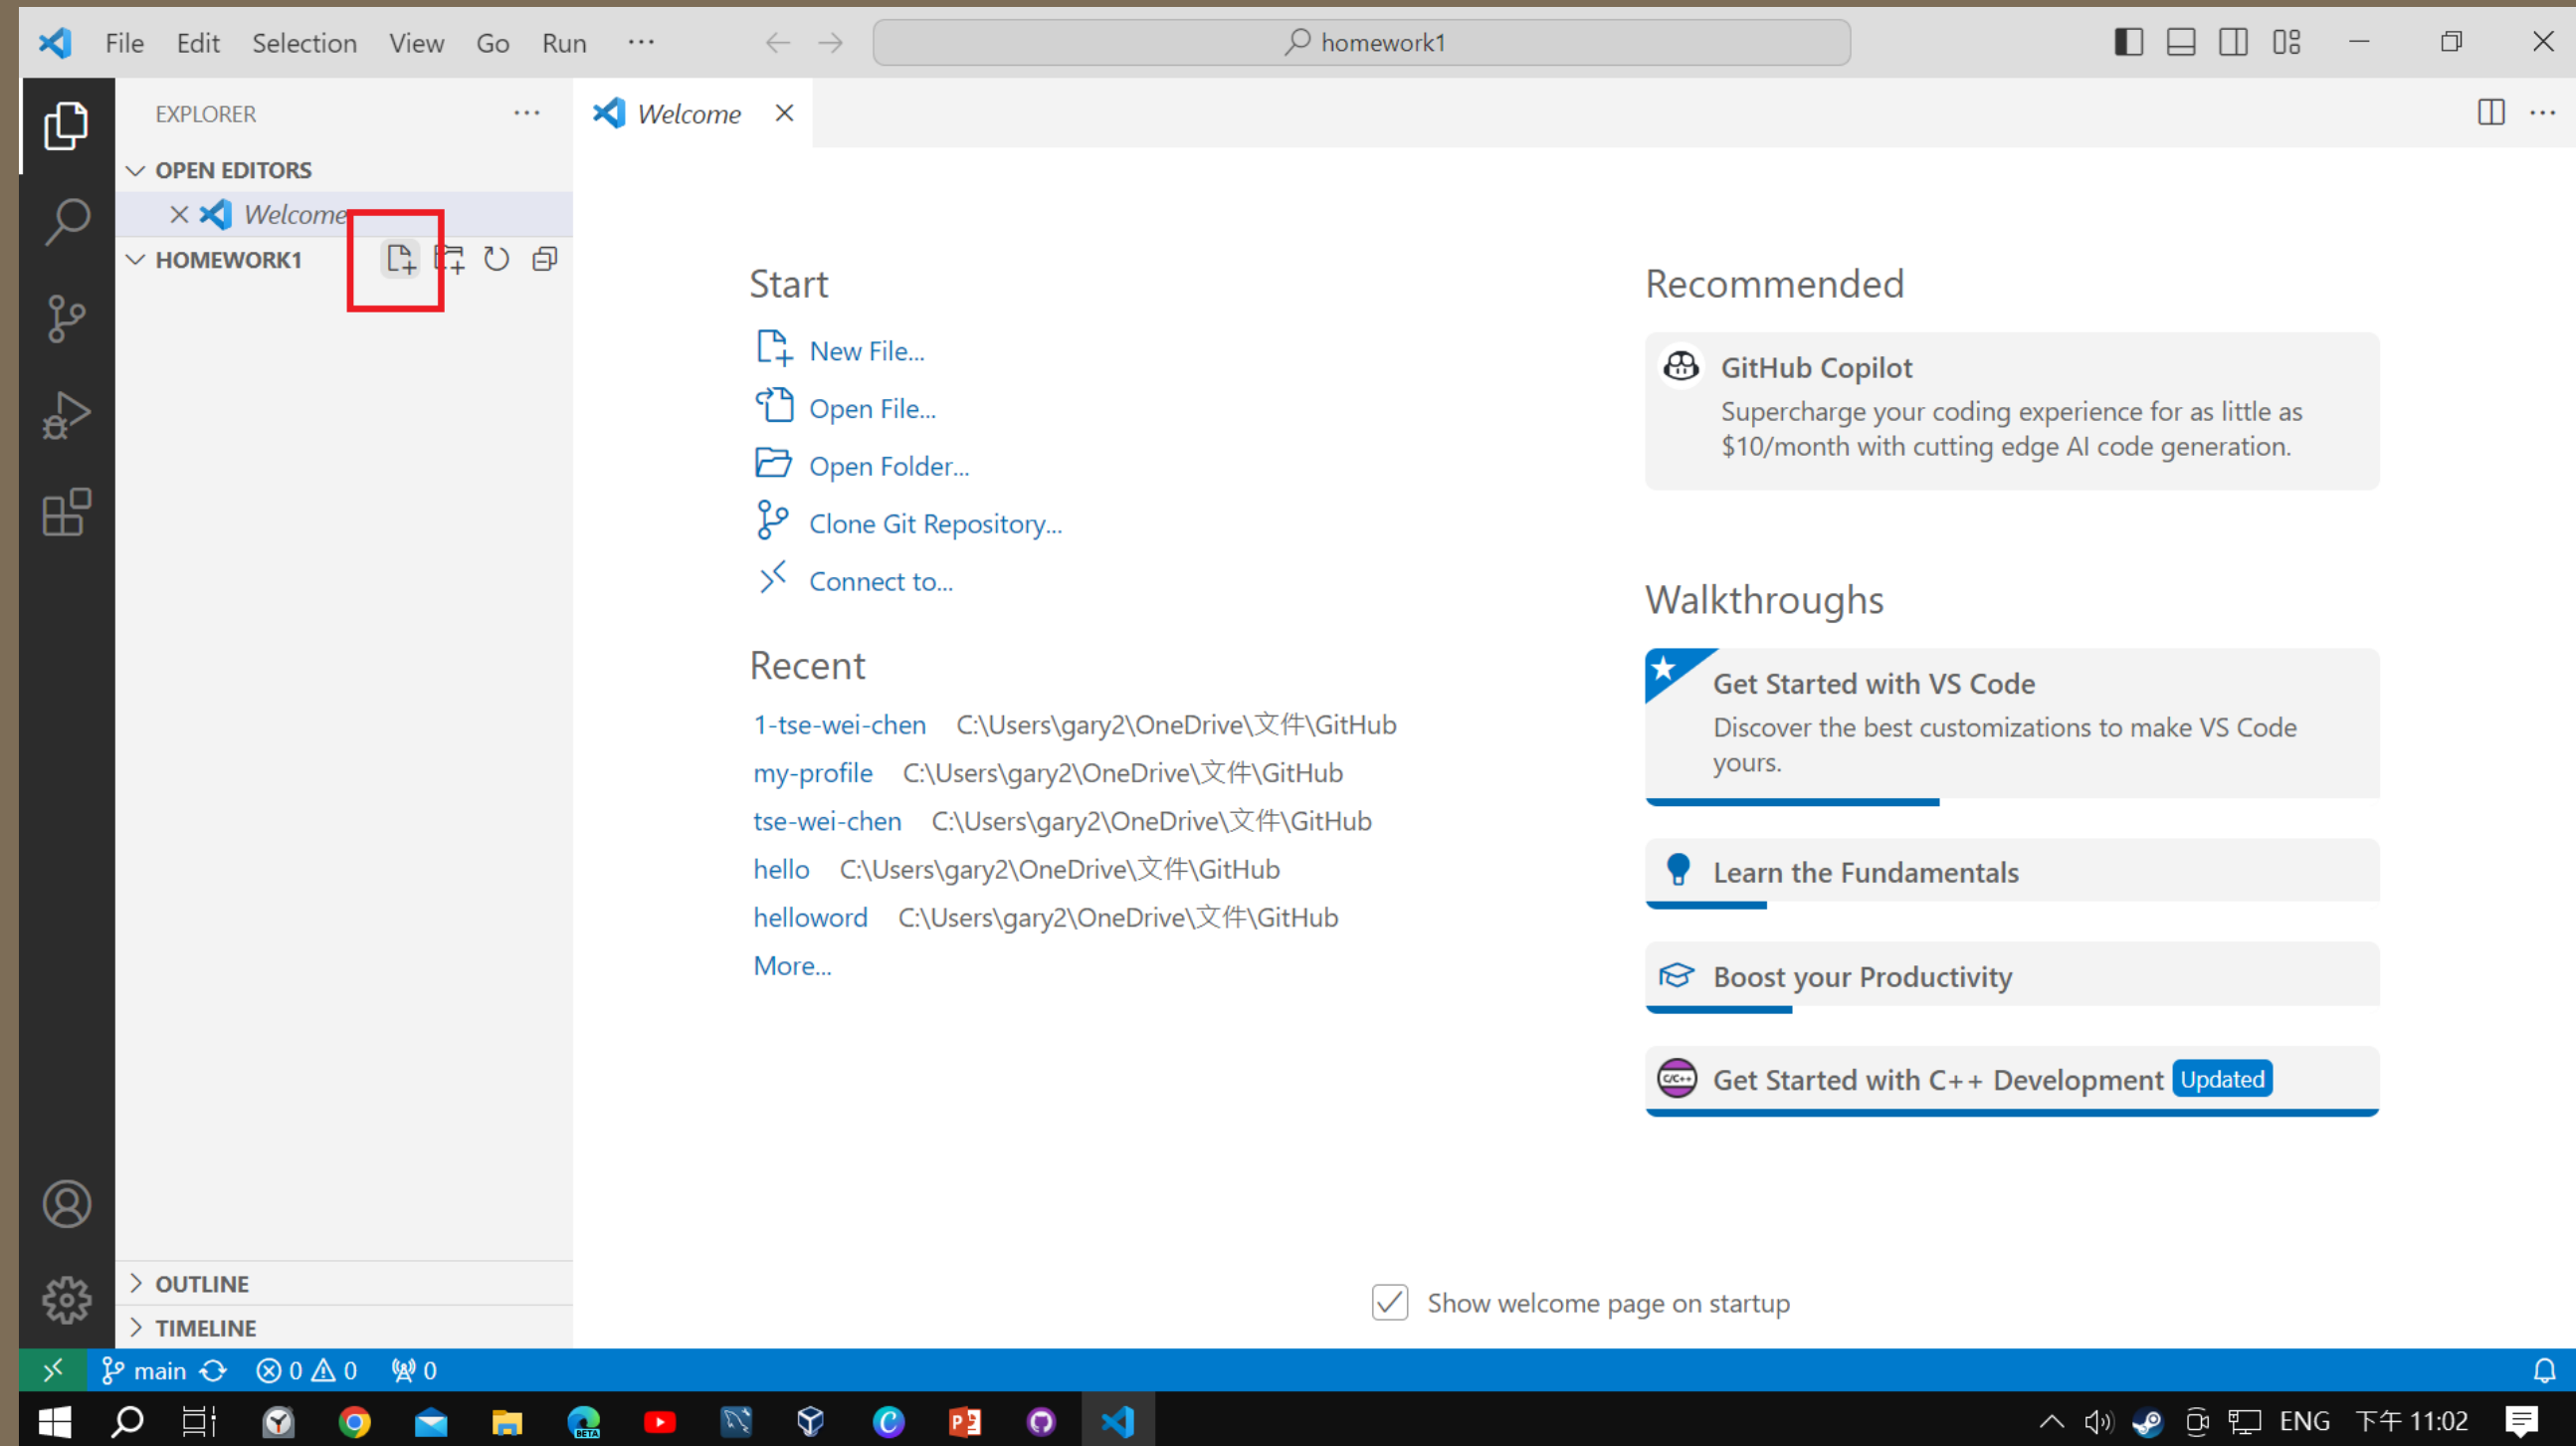 File Edit Selection View Go Run ··· homework1
EXPLORER ···
OPEN EDITORS
Welcome
HOMEWORK1
OUTLINE
TIMELINE
Welcome ···
Start
New File...
Open File...
Open Folder...
Clone Git Repository...
Connect to...
Recent
1-tse-wei-chen C:\Users\gary2\OneDrive\文件\GitHub
my-profile C:\Users\gary2\OneDrive\文件\GitHub
tse-wei-chen C:\Users\gary2\OneDrive\文件\GitHub
hello C:\Users\gary2\OneDrive\文件\GitHub
helloword C:\Users\gary2\OneDrive\文件\GitHub
More...
Recommended
GitHub Copilot
Supercharge your coding experience for as little as
$10/month with cutting edge AI code generation.
Walkthroughs
Get Started with VS Code
Discover the best customizations to make VS Code
yours.
Learn the Fundamentals
Boost your Productivity
C/C++ Get Started with C++ Development Updated
Show welcome page on startup
main 0 0 0
BETA ENG 下午 11:02